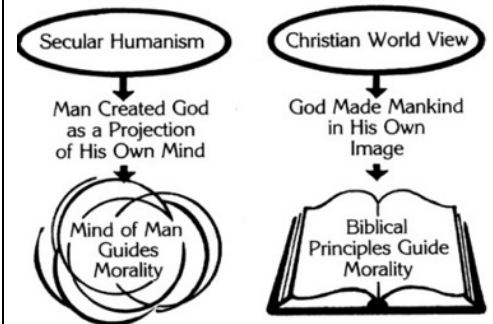 Secular Humanism
Man Created God
as a Projection
of His Own Mind
Mind of Man
Guides
Morality
Christian World View
God Made Mankind
in His Own
Image
Biblical
Principles Guide
Morality